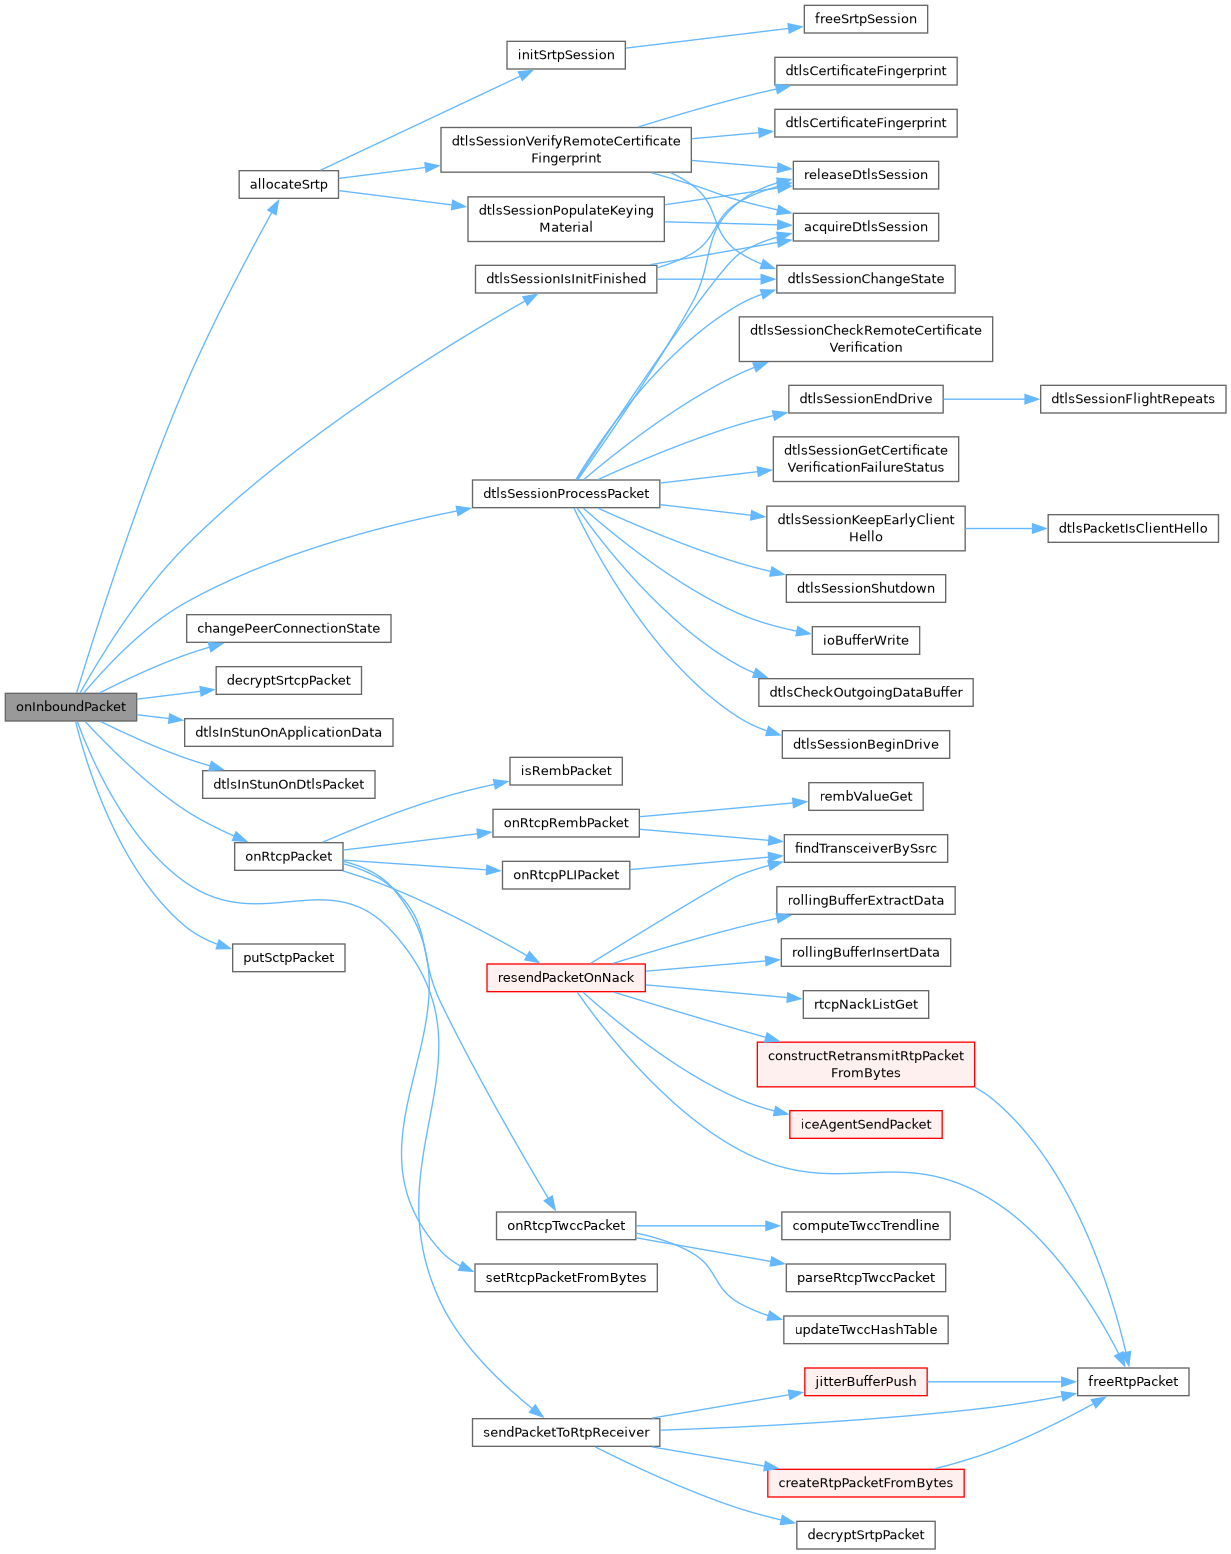 freeSrtpSession
initSrtpSession
dtlsCertificateFingerprint
dtlsCertificateFingerprint
dtlsSessionVerifyRemoteCertificate
Fingerprint
allocateSrtp
releaseDtlsSession
dtlsSessionPopulateKeying
Material
acquireDtlsSession
dtlsSessionIsInitFinished
dtlsSessionChangeState
dtlsSessionCheckRemoteCertificate
Verification
dtlsSessionEndDrive
dtlsSessionFlightRepeats
dtlsSessionGetCertificate
VerificationFailureStatus
dtlsSessionProcessPacket
dtlsSessionKeepEarlyClient
Hello
dtlsPacketIsClientHello
dtlsSessionShutdown
changePeerConnectionState
ioBufferWrite
decryptSrtcpPacket
dtlsCheckOutgoingDataBuffer
onInboundPacket
dtlsInStunOnApplicationData
dtlsSessionBeginDrive
dtlsInStunOnDtlsPacket
isRembPacket
rembValueGet
onRtcpRembPacket
onRtcpPacket
findTransceiverBySsrc
onRtcpPLIPacket
rollingBufferExtractData
putSctpPacket
rollingBufferInsertData
resendPacketOnNack
rtcpNackListGet
constructRetransmitRtpPacket
FromBytes
iceAgentSendPacket
onRtcpTwccPacket
computeTwccTrendline
setRtcpPacketFromBytes
parseRtcpTwccPacket
updateTwccHashTable
jitterBufferPush
freeRtpPacket
sendPacketToRtpReceiver
createRtpPacketFromBytes
decryptSrtpPacket